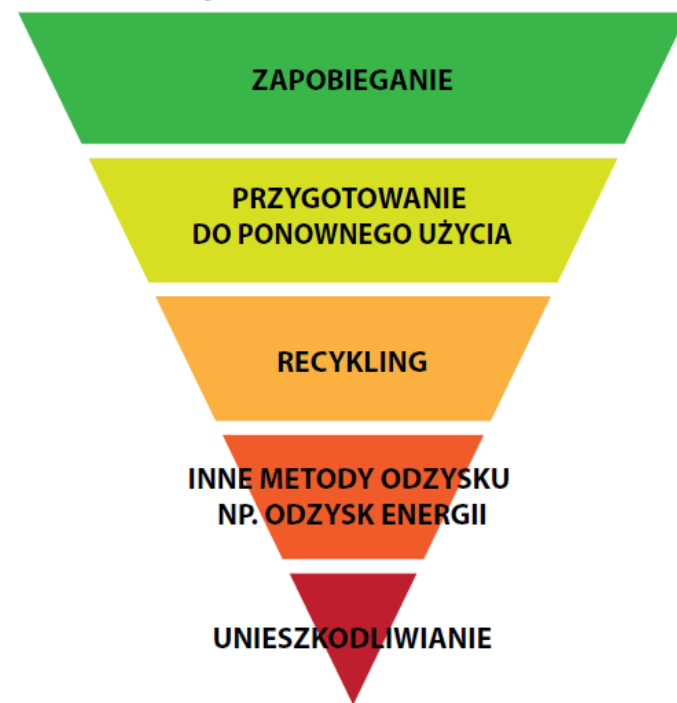 ZAPOBIEGANIE
PRZYGOTOWANIE
DO PONOWNEGO UŻYCIA
RECYKLING
INNE METODY ODZYSKU
NP. ODZYSK ENERGII
UNIESZKODLIWIANIE